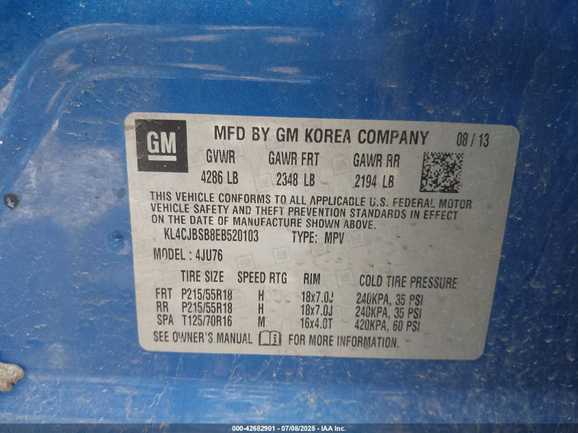 GM
MFD BY GM KOREA COMPANY 08/13
GVWR GAWR FRT GAWR RR
4286 LB 2348 LB 2194 LB
THIS VEHICLE CONFORMS TO ALL APPLICABLE U.S. FEDERAL MOTOR
VEHICLE SAFETY AND THEFT PREVENTION STANDARDS IN EFFECT
ON THE DATE OF MANUFACTURE SHOWN ABOVE.
KL4CJBSB8EB520103 TYPE: MPV
MODEL: 4JU76
TIRE SIZE SPEED RTG RIM COLD TIRE PRESSURE
FRT P215/55R18 H 18x7.0J 240KPA, 35 PSI
RR P215/55R18 H 18x7.0J 240KPA, 35 PSI
SPA T125/70R16 M 16x4.0T 420KPA, 60 PSI
SEE OWNER'S MANUAL FOR MORE INFORMATION.
000-42682901 - 07/08/2025 - IAA Inc.